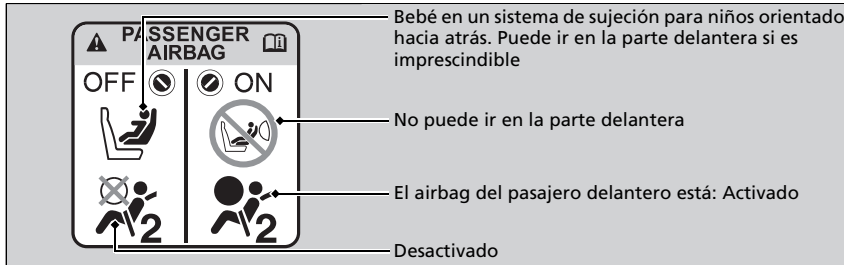 PASSENGER
AIRBAG
OFF ON
2 2
Bebé en un sistema de sujeción para niños orientado
hacia atrás. Puede ir en la parte delantera si es
imprescindible
No puede ir en la parte delantera
El airbag del pasajero delantero está: Activado
Desactivado